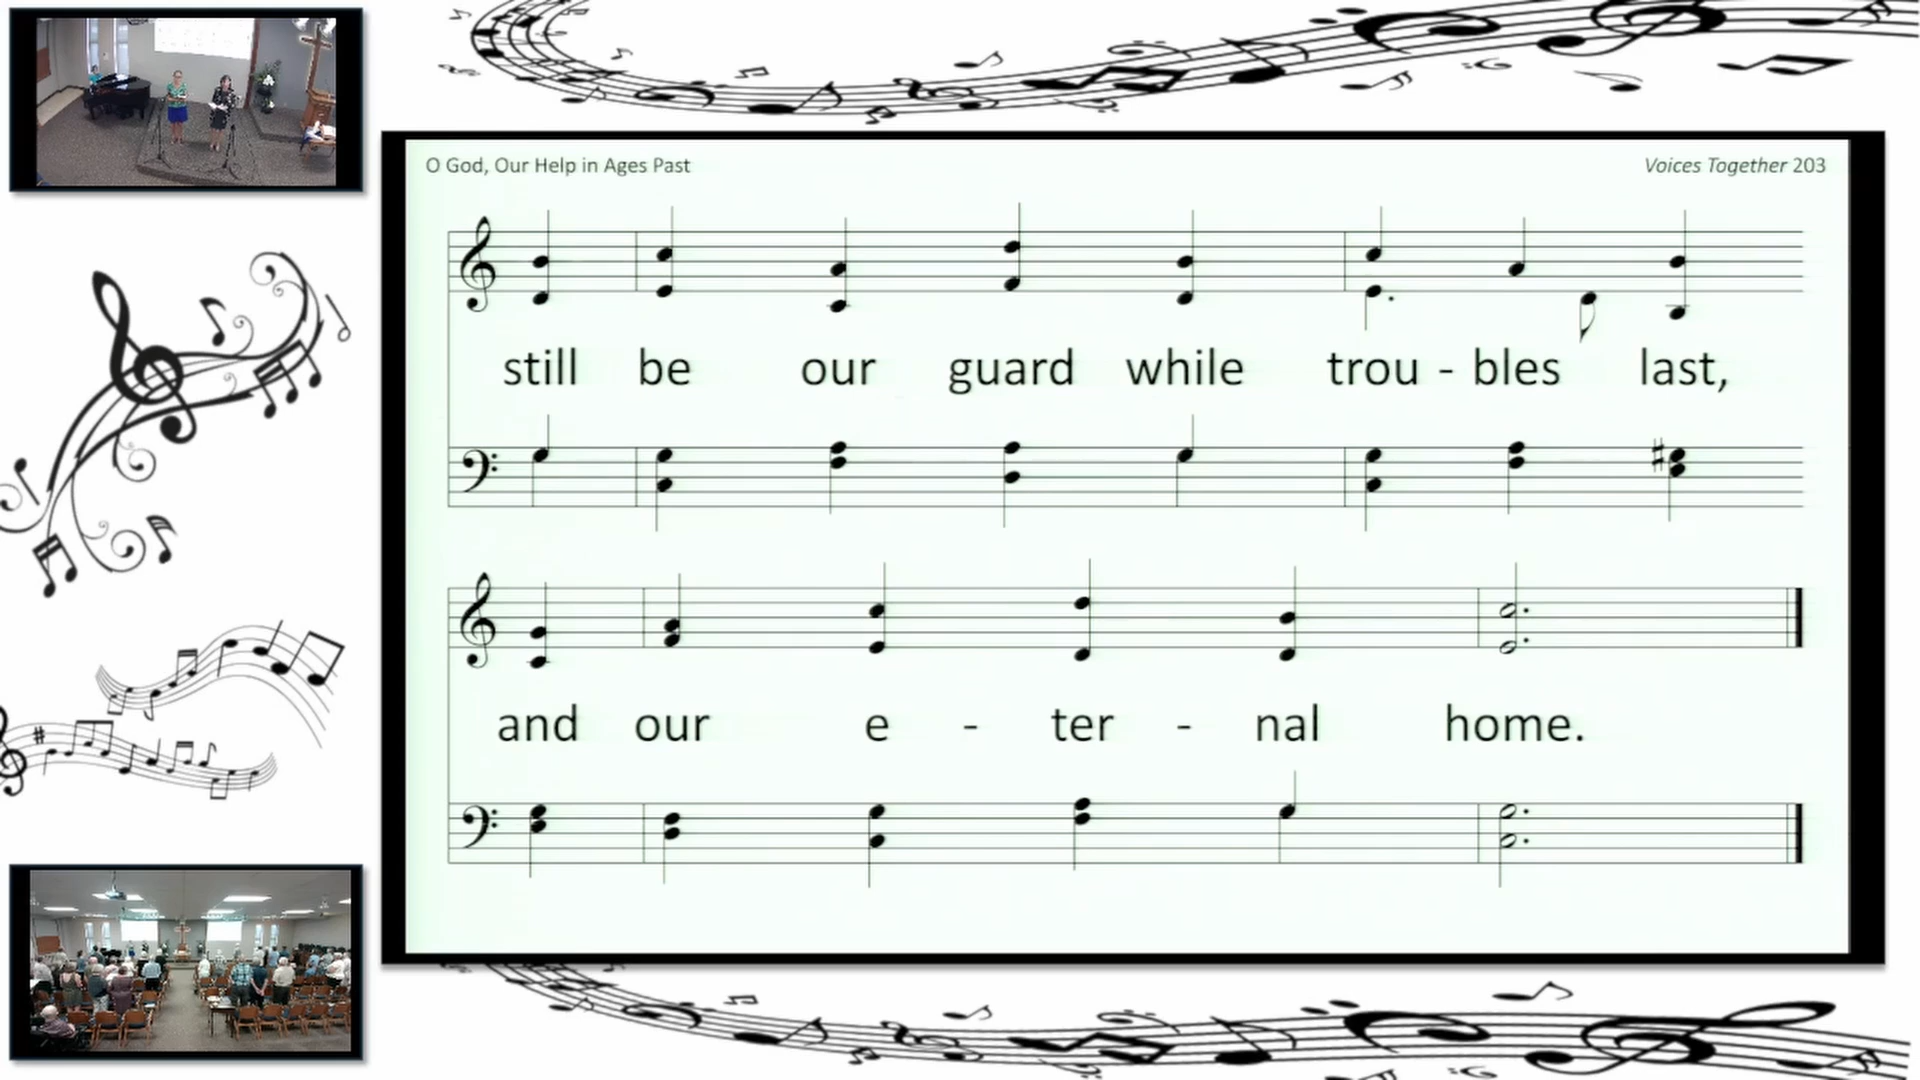 O God, Our Help in Ages Past
Voices Together 203
still be our guard while trou - bles last,
and our e - ter - nal home.